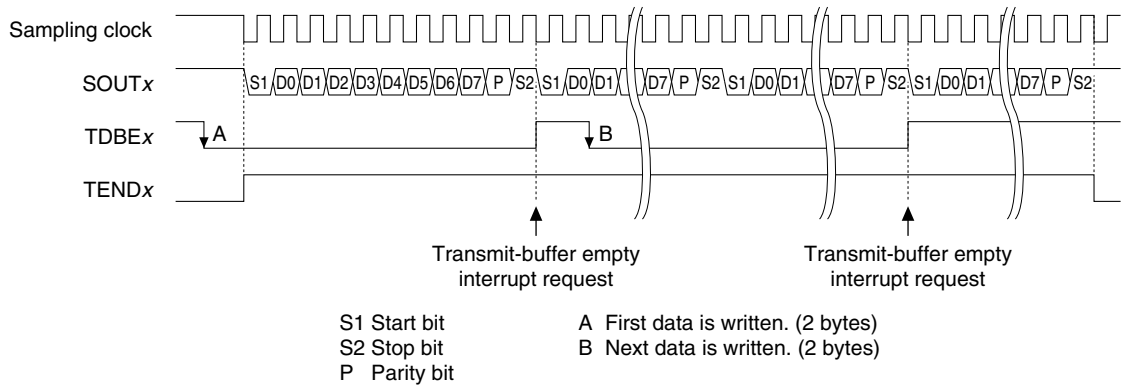 Sampling clock
SOUTx S1 D0 D1 D2 D3 D4 D5 D6 D7 P S2 S1 D0 D1 D7 P S2 S1 D0 D1 D7 P S2 S1 D0 D1 D7 P S2
TDBEx A B
TENDx
Transmit-buffer empty
interrupt request
Transmit-buffer empty
interrupt request
S1 Start bit
S2 Stop bit
P Parity bit
A First data is written. (2 bytes)
B Next data is written. (2 bytes)